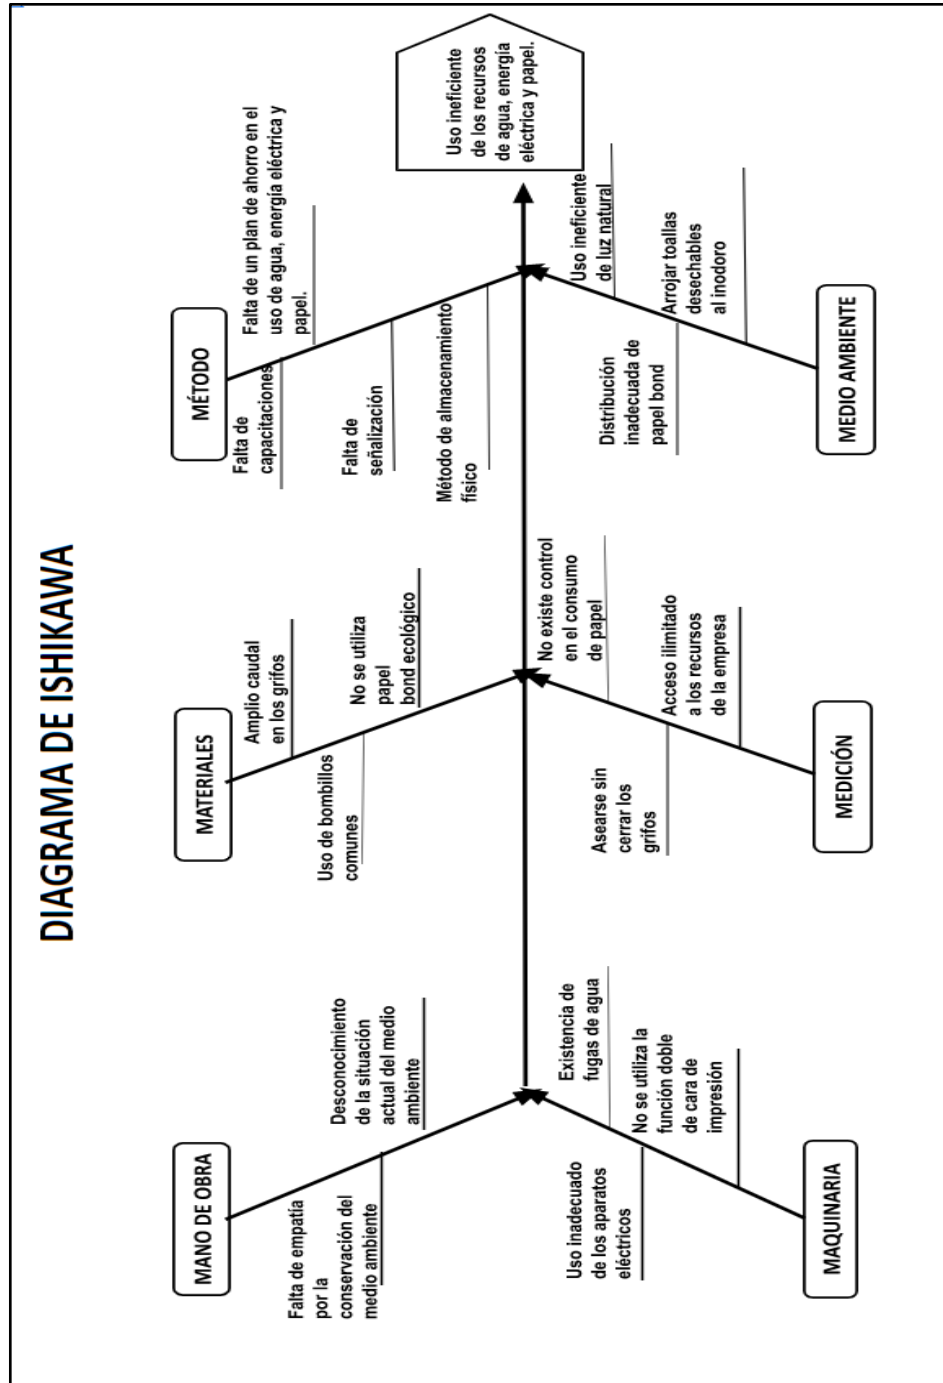 DIAGRAMA DE ISHIKAWA
MANO DE OBRA
Falta de empatía
por la
conservación del
medio ambiente
Desconocimiento
de la situación
actual del medio
ambiente
MATERIALES
Uso de bombillos
comunes
Amplio caudal
en los grifos
No se utiliza
papel
bond ecológico
MÉTODO
Falta de
capacitaciones
Falta de
señalización
Método de almacenamiento
físico
Falta de un plan de ahorro en el
uso de agua, energía eléctrica y
papel.
Uso ineficiente
de los recursos
de agua, energía
eléctrica y papel.
Uso inadecuado
de los aparatos
eléctricos
Existencia de
fugas de agua
No se utiliza la
función doble
de cara de
impresión
MAQUINARIA
Asearse sin
cerrar los
grifos
No existe control
en el consumo
de papel
Acceso ilimitado
a los recursos
de la empresa
MEDICIÓN
Distribución
inadecuada de
papel bond
Uso ineficiente
de luz natural
Arrojar toallas
desechables
al inodoro
MEDIO AMBIENTE